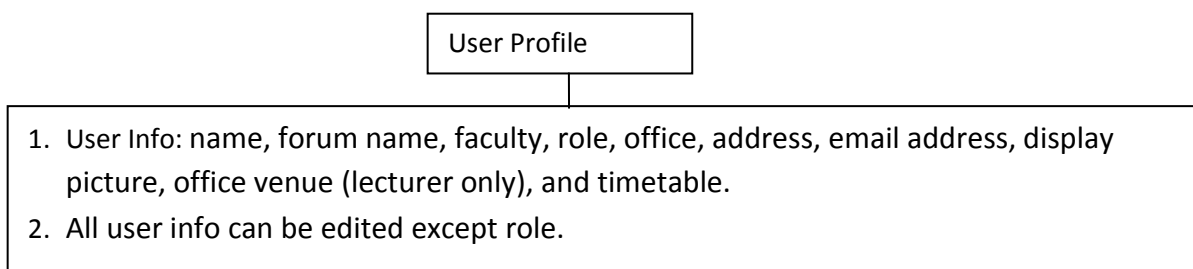 User Profile
1. User Info: name, forum name, faculty, role, office, address, email address, display
picture, office venue (lecturer only), and timetable.
2. All user info can be edited except role.